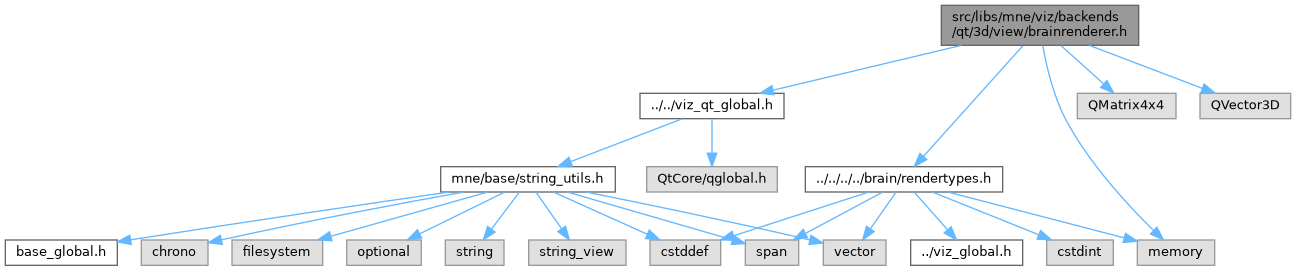 src/libs/mne/viz/backends
/qt/3d/view/brainrenderer.h
../../viz_qt_global.h
QMatrix4x4
QVector3D
mne/base/string_utils.h
QtCore/qglobal.h
../../../../brain/rendertypes.h
base_global.h
chrono
filesystem
optional
string
string_view
cstddef
span
vector
../viz_global.h
cstdint
memory